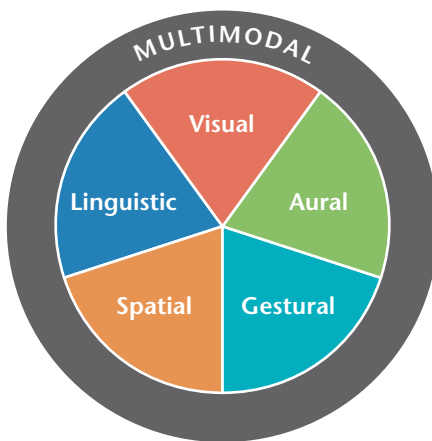 MULTIMODAL
Visual
Linguistic
Aural
Spatial
Gestural